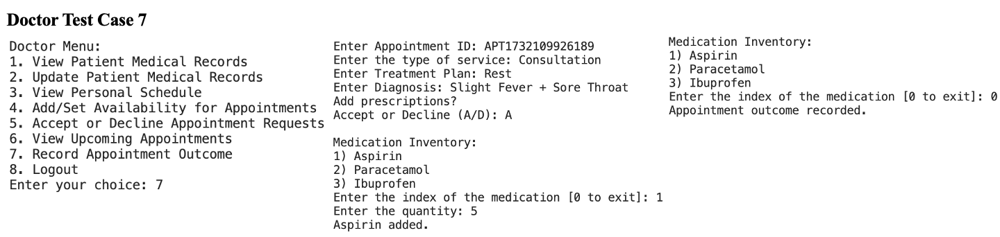 Doctor Test Case 7
Doctor Menu:
1. View Patient Medical Records
2. Update Patient Medical Records
3. View Personal Schedule
4. Add/Set Availability for Appointments
5. Accept or Decline Appointment Requests
6. View Upcoming Appointments
7. Record Appointment Outcome
8. Logout
Enter your choice: 7
Enter Appointment ID: APT1732109926189
Enter the type of service: Consultation
Enter Treatment Plan: Rest
Enter Diagnosis: Slight Fever + Sore Throat
Add prescriptions?
Accept or Decline (A/D): A
Medication Inventory:
1) Aspirin
2) Paracetamol
3) Ibuprofen
Enter the index of the medication [0 to exit]: 1
Enter the quantity: 5
Aspirin added.
Medication Inventory:
1) Aspirin
2) Paracetamol
3) Ibuprofen
Enter the index of the medication [0 to exit]: 0
Appointment outcome recorded.